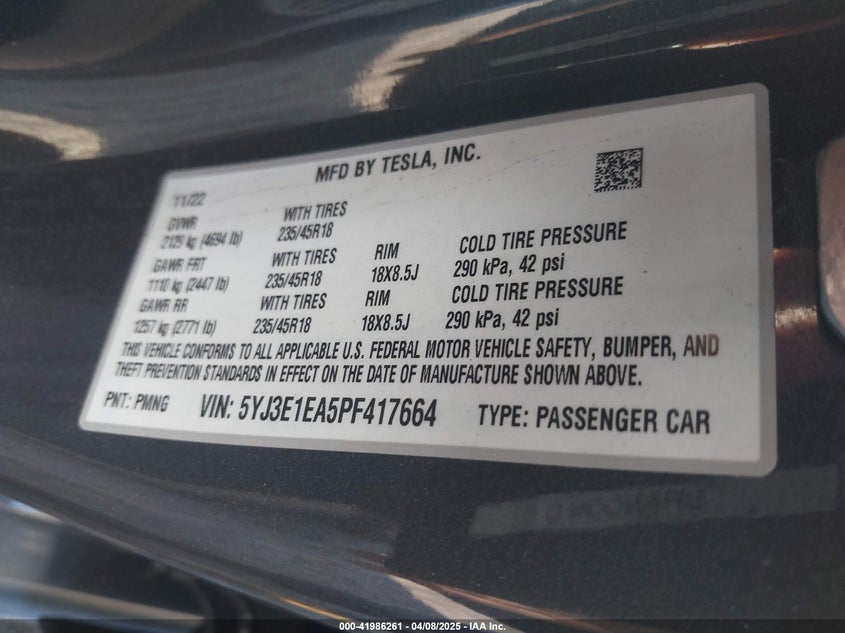 MFD BY TESLA, INC.
11/22
GVWR WITH TIRES
2129 kg (4694 lb) 235/45R18
GAWR FRT WITH TIRES RIM COLD TIRE PRESSURE
1110 kg (2447 lb) 235/45R18 18X8.5J 290 kPa, 42 psi
GAWR RR WITH TIRES RIM COLD TIRE PRESSURE
1257 kg (2771 lb) 235/45R18 18X8.5J 290 kPa, 42 psi
THIS VEHICLE CONFORMS TO ALL APPLICABLE U.S. FEDERAL MOTOR VEHICLE SAFETY, BUMPER, AND
THEFT PREVENTION STANDARDS IN EFFECT ON THE DATE OF MANUFACTURE SHOWN ABOVE.
PNT: PMNG VIN: 5YJ3E1EA5PF417664 TYPE: PASSENGER CAR
000-41986261 - 04/08/2025 - IAA Inc.